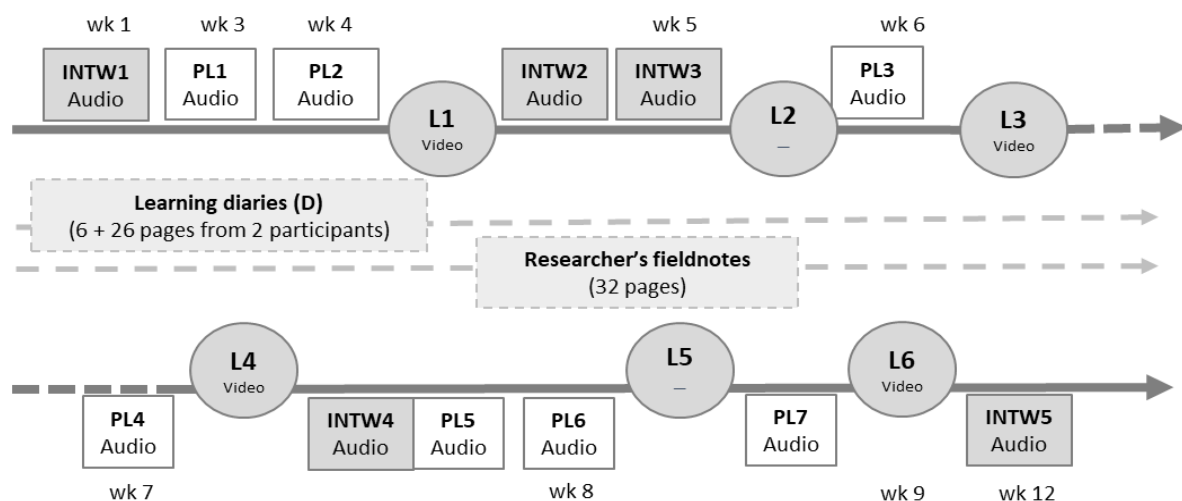 wk 1
wk 3
wk 4
wk 5
wk 6
INTW1
Audio
PL1
Audio
PL2
Audio
L1
Video
INTW2
Audio
INTW3
Audio
L2
–
PL3
Audio
L3
Video
Learning diaries (D)
(6 + 26 pages from 2 participants)
Researcher's fieldnotes
(32 pages)
L4
Video
L5
–
L6
Video
PL4
Audio
INTW4
Audio
PL5
Audio
PL6
Audio
PL7
Audio
INTW5
Audio
wk 7
wk 8
wk 9
wk 12